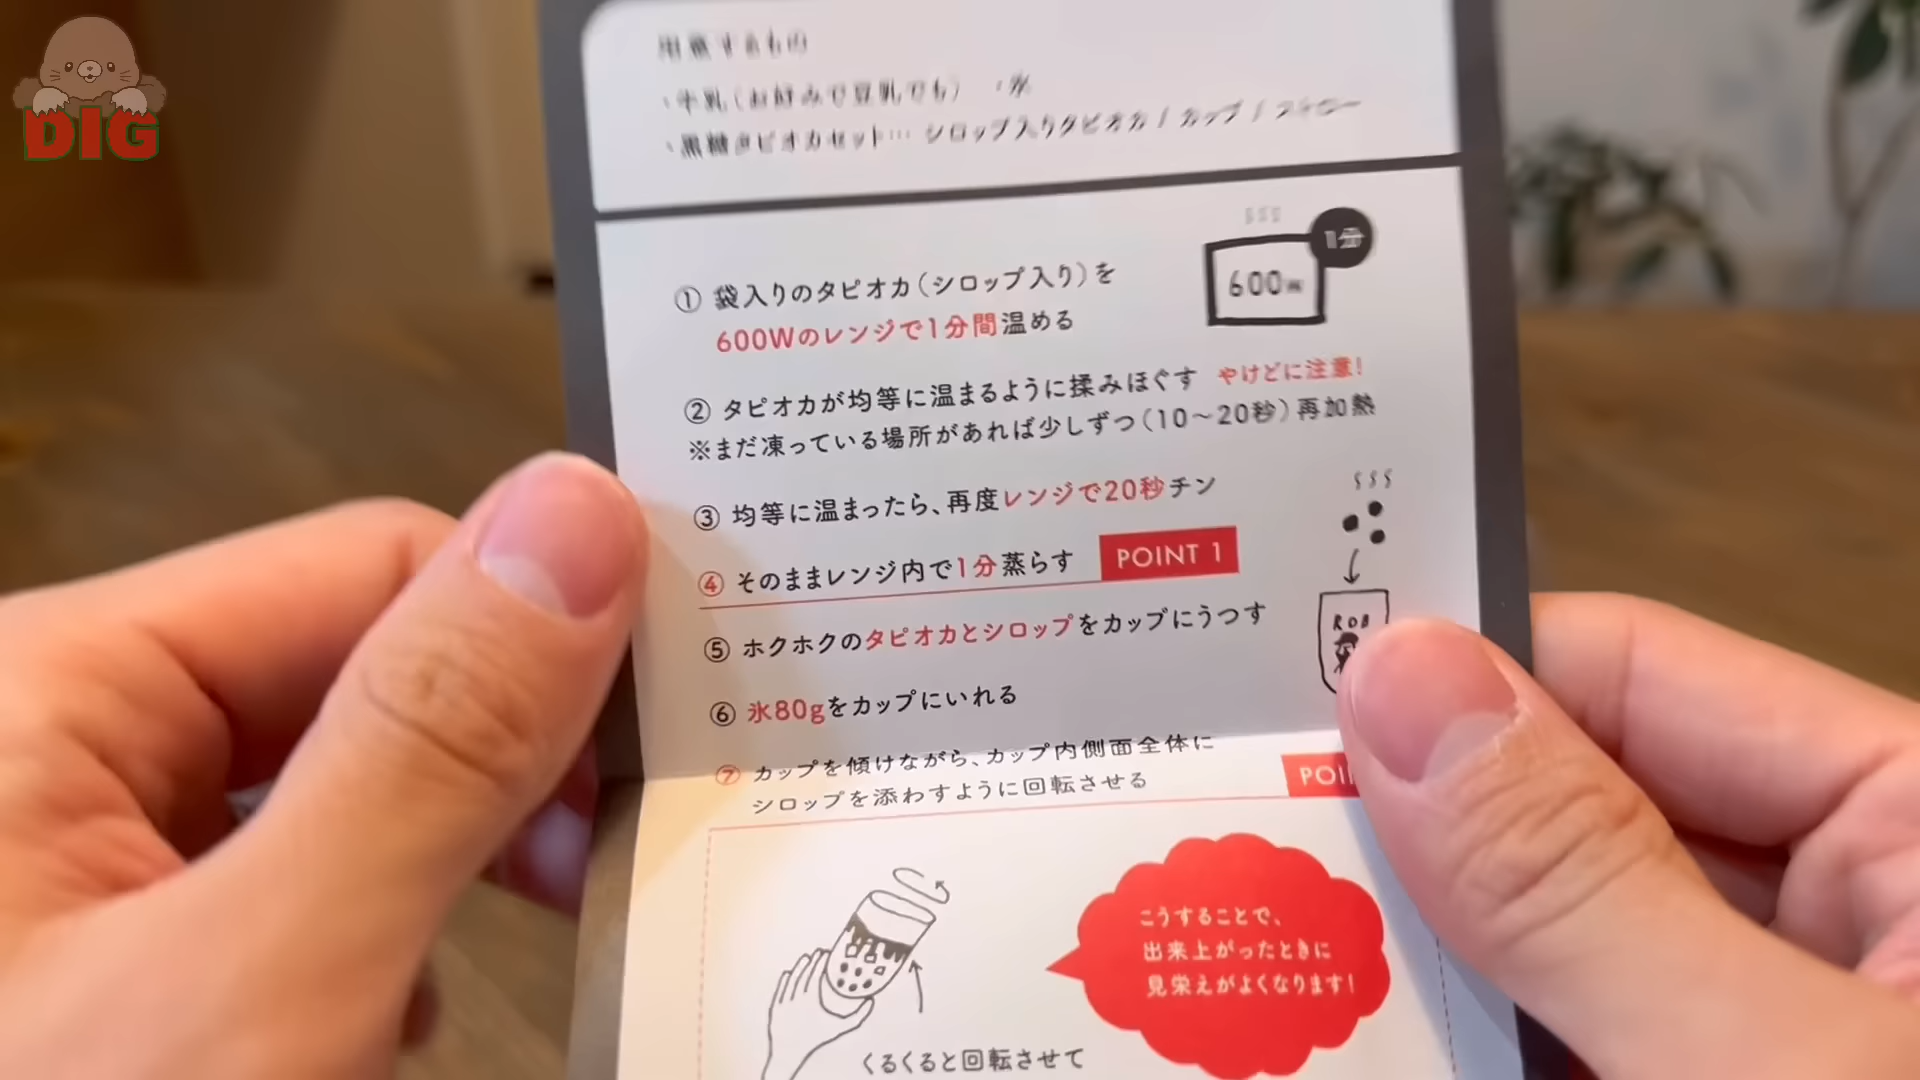 DIG
用意するもの
・牛乳(お好みで豆乳でも) ・氷
・黒糖タピオカセット… シロップ入りタピオカ / カップ / ストロー
① 袋入りのタピオカ(シロップ入り)を
600Wのレンジで1分間温める
600W
1分
② タピオカが均等に温まるように揉みほぐす やけどに注意!
※まだ凍っている場所があれば少しずつ(10〜20秒)再加熱
③ 均等に温まったら、再度レンジで20秒チン
④ そのままレンジ内で1分蒸らす POINT 1
⑤ ホクホクのタピオカとシロップをカップにうつす
ROB
⑥ 氷80gをカップにいれる
⑦ カップを傾けながら、カップ内側面全体に
シロップを添わすように回転させる
POI
こうすることで、
出来上がったときに
見栄えがよくなります!
くるくると回転させて